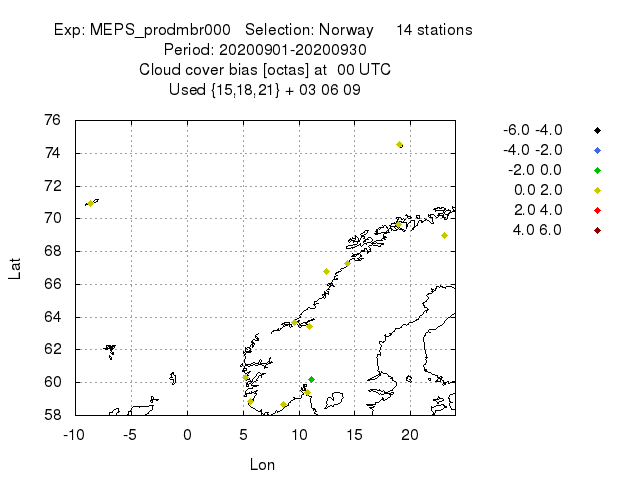 Exp: MEPS_prodmbr000 Selection: Norway 14 stations
Period: 20200901-20200930
Cloud cover bias [octas] at 00 UTC
Used {15,18,21} + 03 06 09
76
74
72
70
68
66
64
62
60
58
-10 -5 0 5 10 15 20
Lat
Lon
-6.0 -4.0
-4.0 -2.0
-2.0 0.0
0.0 2.0
2.0 4.0
4.0 6.0